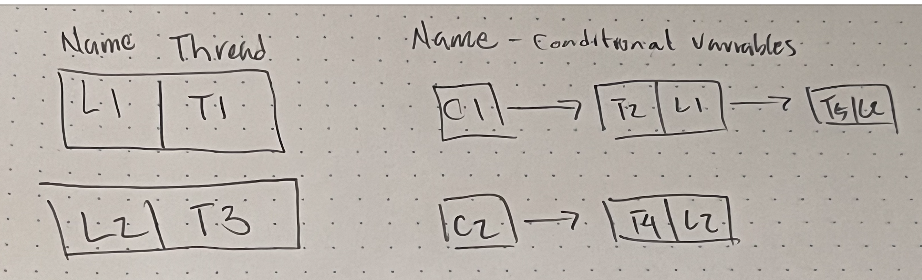 Name Thread Name - Conditional Variables
L1 T1 C1 T2 L1 T5 L2
L2 T3 C2 T4 L2